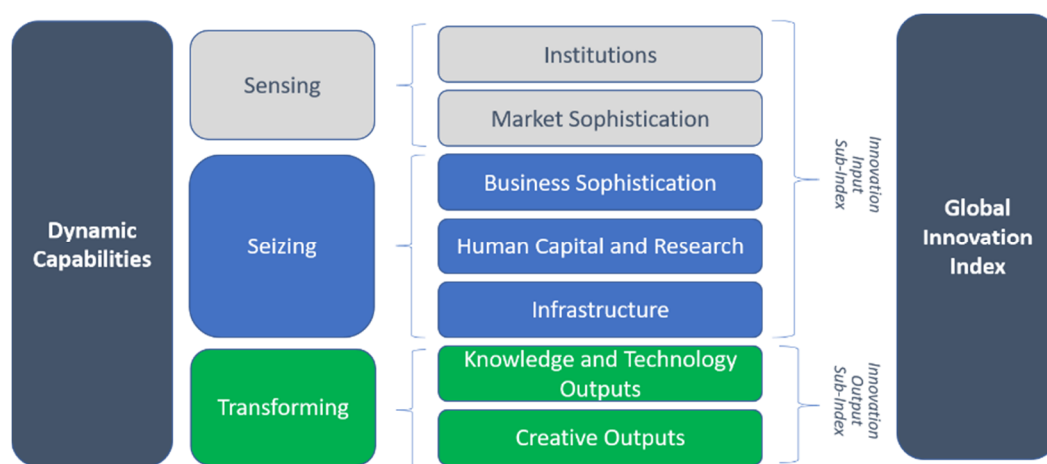 Dynamic
Capabilities
Sensing
Seizing
Transforming
Institutions
Market Sophistication
Business Sophistication
Human Capital and Research
Infrastructure
Knowledge and Technology
Outputs
Creative Outputs
Innovation
Input
Sub-Index
Innovation
Output
Sub-Index
Global
Innovation
Index